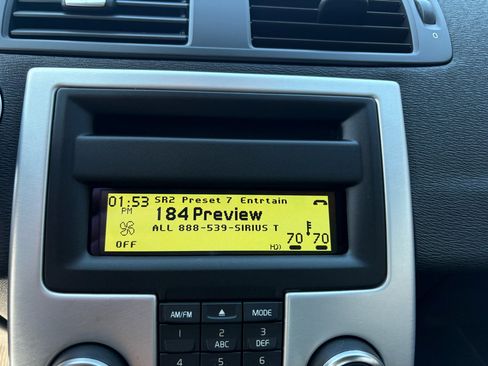 01:53 SR2 Preset 7 Entrtain
PM 184 Preview
ALL 888-539-SIRIUS T
OFF 70 70
AM/FM MODE
1 2 ABC 3 DEF
4 5 6